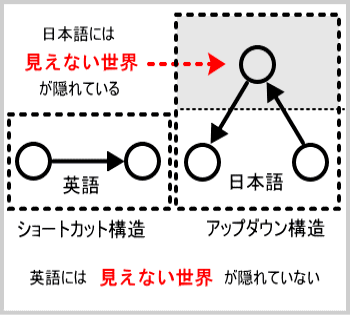 日本語には
見えない世界
が隠れている
英語
日本語
ショートカット構造
アップダウン構造
英語には 見えない世界 が隠れていない